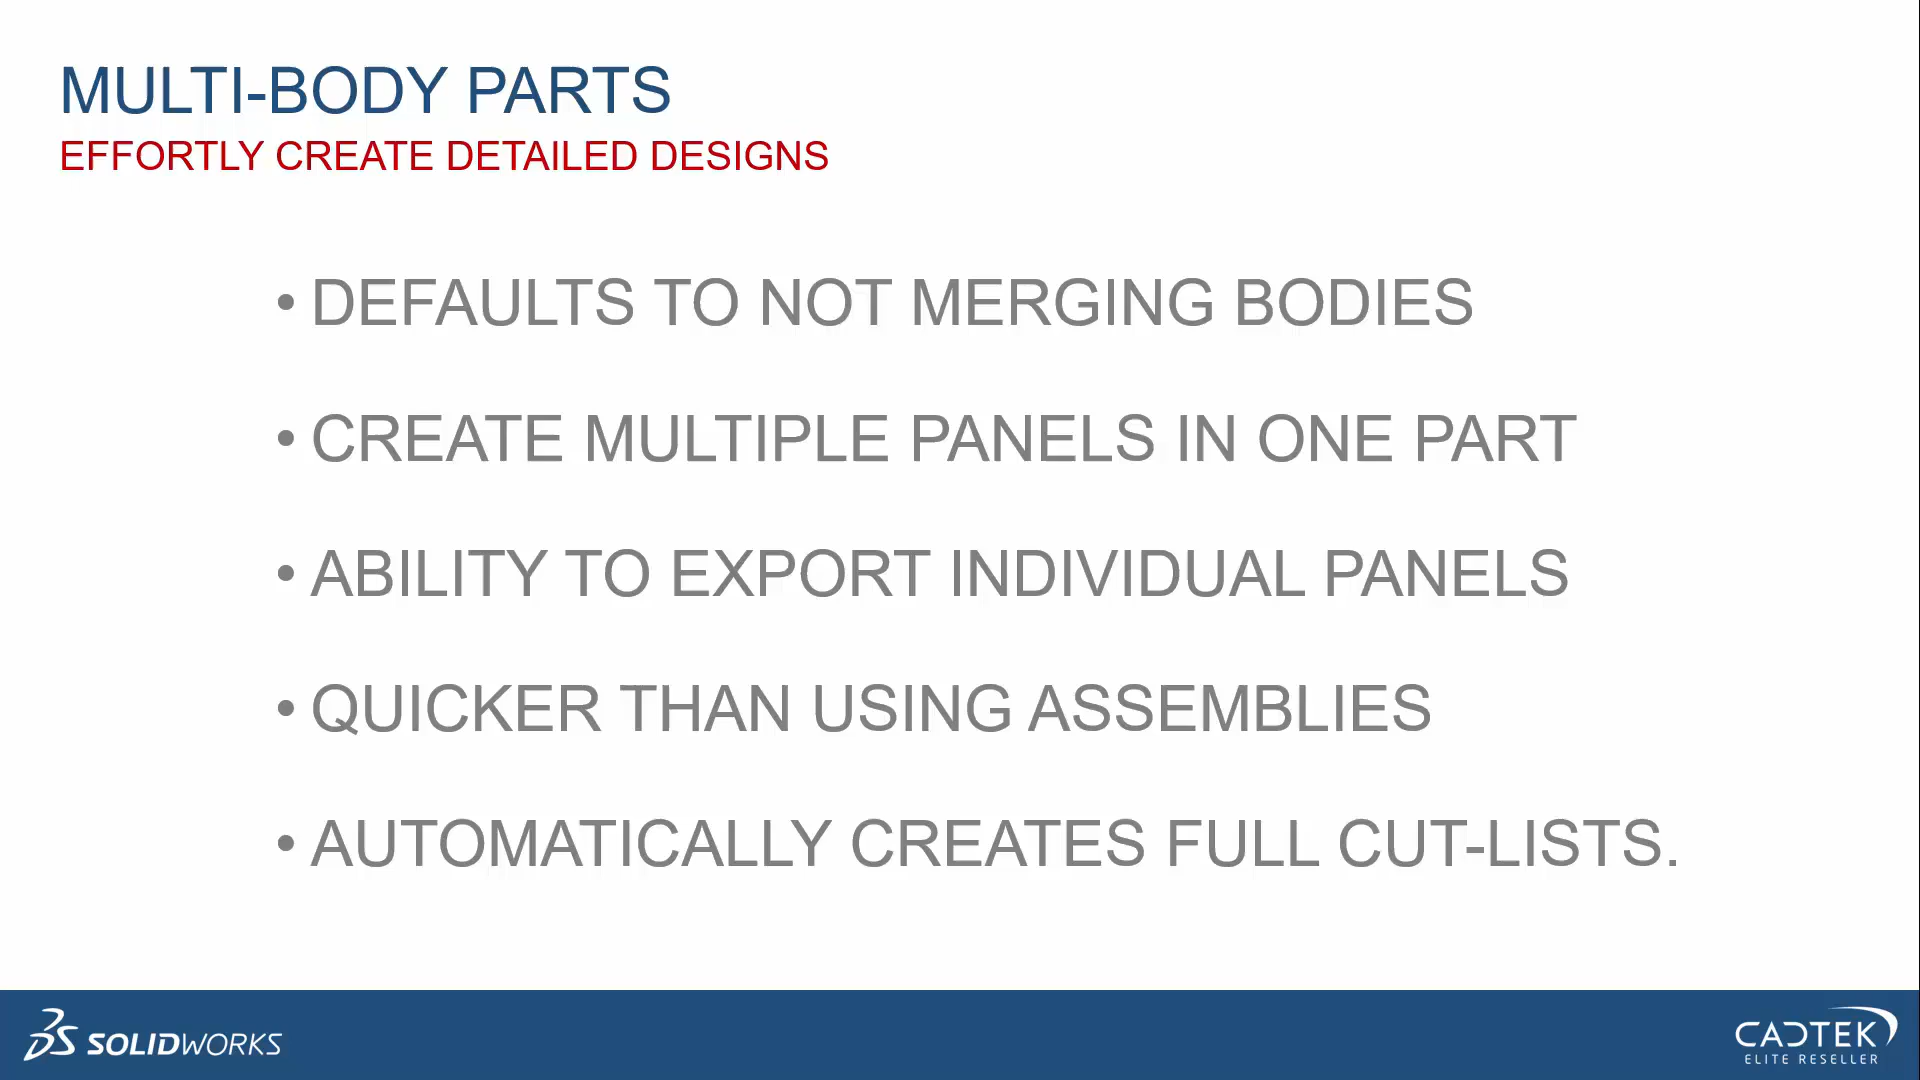 MULTI-BODY PARTS
EFFORTLY CREATE DETAILED DESIGNS
• DEFAULTS TO NOT MERGING BODIES
• CREATE MULTIPLE PANELS IN ONE PART
• ABILITY TO EXPORT INDIVIDUAL PANELS
• QUICKER THAN USING ASSEMBLIES
• AUTOMATICALLY CREATES FULL CUT-LISTS.
SOLIDWORKS
CADTEK
ELITE RESELLER